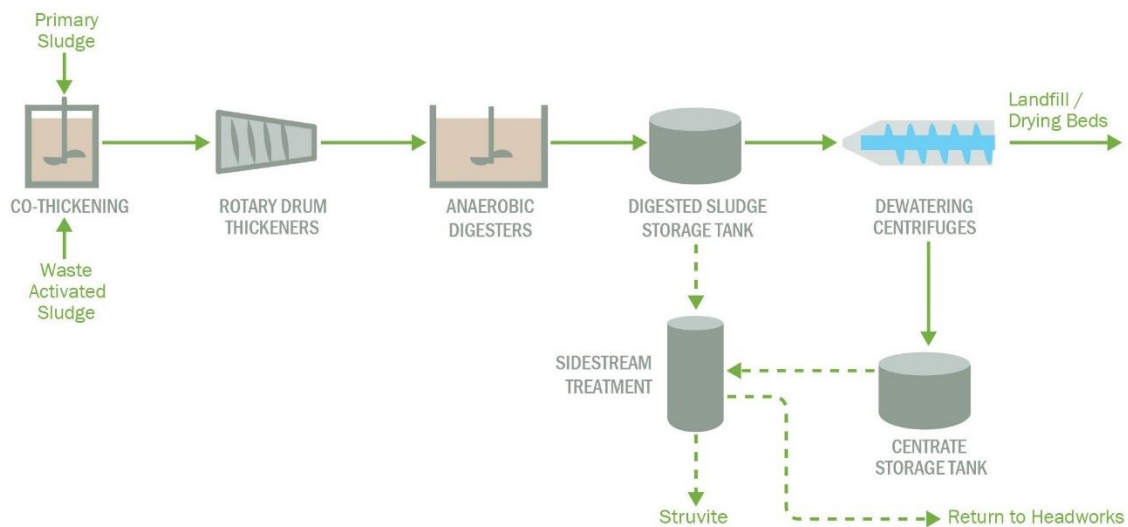 Primary
Sludge
Landfill /
Drying Beds
CO-THICKENING
ROTARY DRUM
THICKENERS
ANAEROBIC
DIGESTERS
DIGESTED SLUDGE
STORAGE TANK
DEWATERING
CENTRIFUGES
Waste
Activated
Sludge
SIDESTREAM
TREATMENT
CENTRATE
STORAGE TANK
Struvite
Return to Headworks